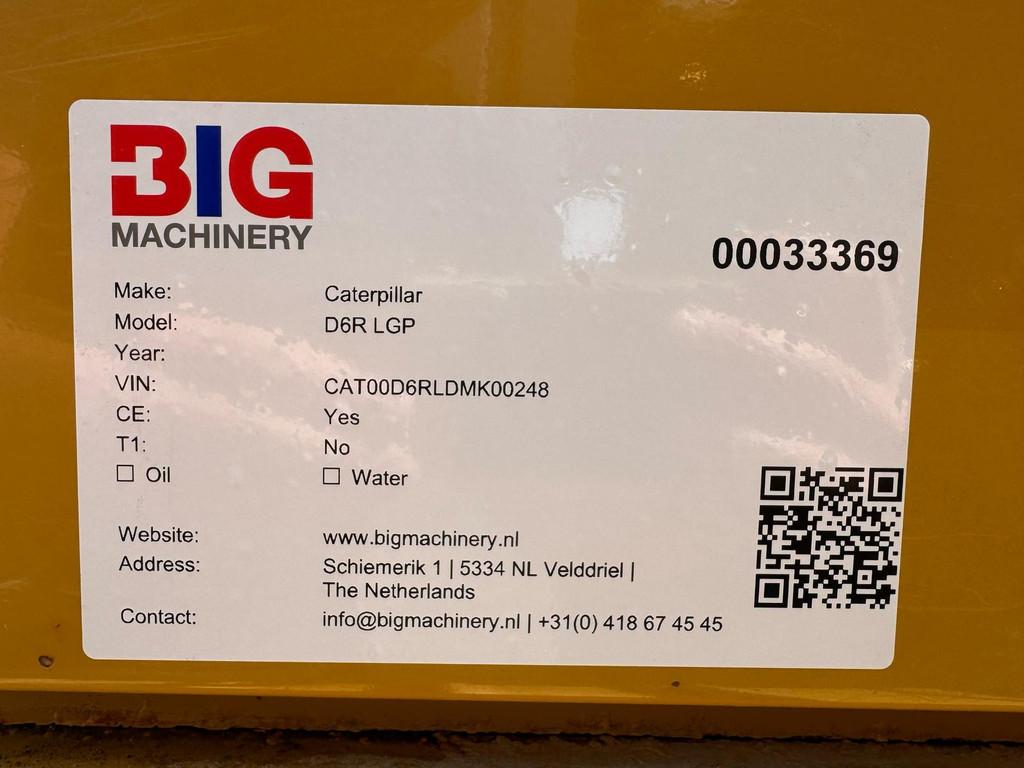 BIG
MACHINERY
00033369
Make: Caterpillar
Model: D6R LGP
Year:
VIN: CAT00D6RLDMK00248
CE: Yes
T1: No
☐ Oil ☐ Water
Website: www.bigmachinery.nl
Address: Schiemerik 1 | 5334 NL Velddriel |
The Netherlands
Contact: info@bigmachinery.nl | +31(0) 418 67 45 45